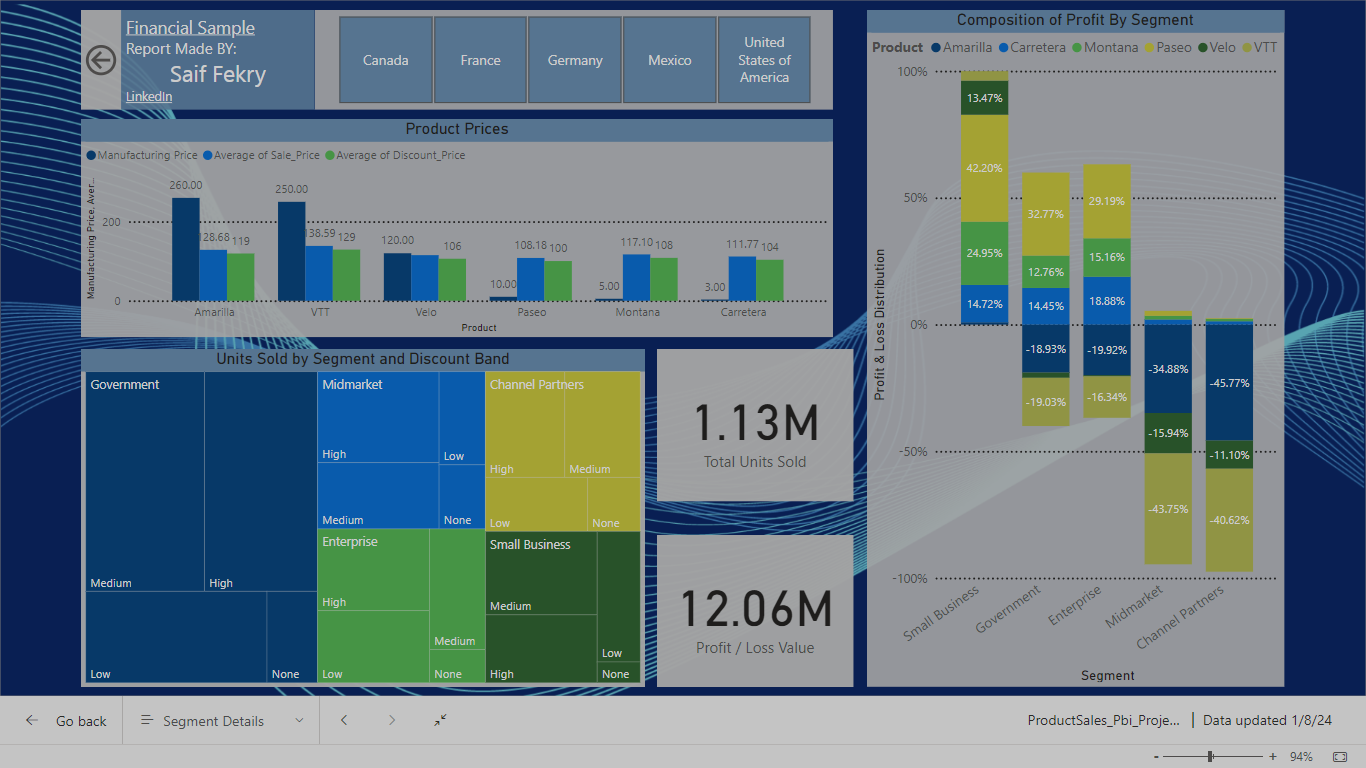 Financial Sample
Report Made BY:
Saif Fekry
LinkedIn
Canada
France
Germany
Mexico
United
States of
America
Product Prices
Manufacturing Price Average of Sale_Price Average of Discount_Price
Manufacturing Price, Aver...
200
0
260.00
128.68 119
250.00
138.59 129
120.00
106
10.00
108.18 100
5.00
117.10 108
3.00
111.77 104
Amarilla VTT Velo Paseo Montana Carretera
Product
Units Sold by Segment and Discount Band
Government
Medium
High
Low
None
Midmarket
High
Low
Medium
None
Enterprise
High
Medium
Low
None
Channel Partners
High
Medium
Low
None
Small Business
Medium
Low
High
None
1.13M
Total Units Sold
12.06M
Profit / Loss Value
Composition of Profit By Segment
Product Amarilla Carretera Montana Paseo Velo VTT
Profit & Loss Distribution
100%
50%
0%
-50%
-100%
13.47%
42.20%
24.95%
14.72%
32.77%
12.76%
14.45%
-18.93%
-19.03%
29.19%
15.16%
18.88%
-19.92%
-16.34%
-34.88%
-15.94%
-43.75%
-45.77%
-11.10%
-40.62%
Small Business
Government
Enterprise
Midmarket
Channel Partners
Segment
Go back
Segment Details
ProductSales_Pbi_Proje... | Data updated 1/8/24
- + 94%